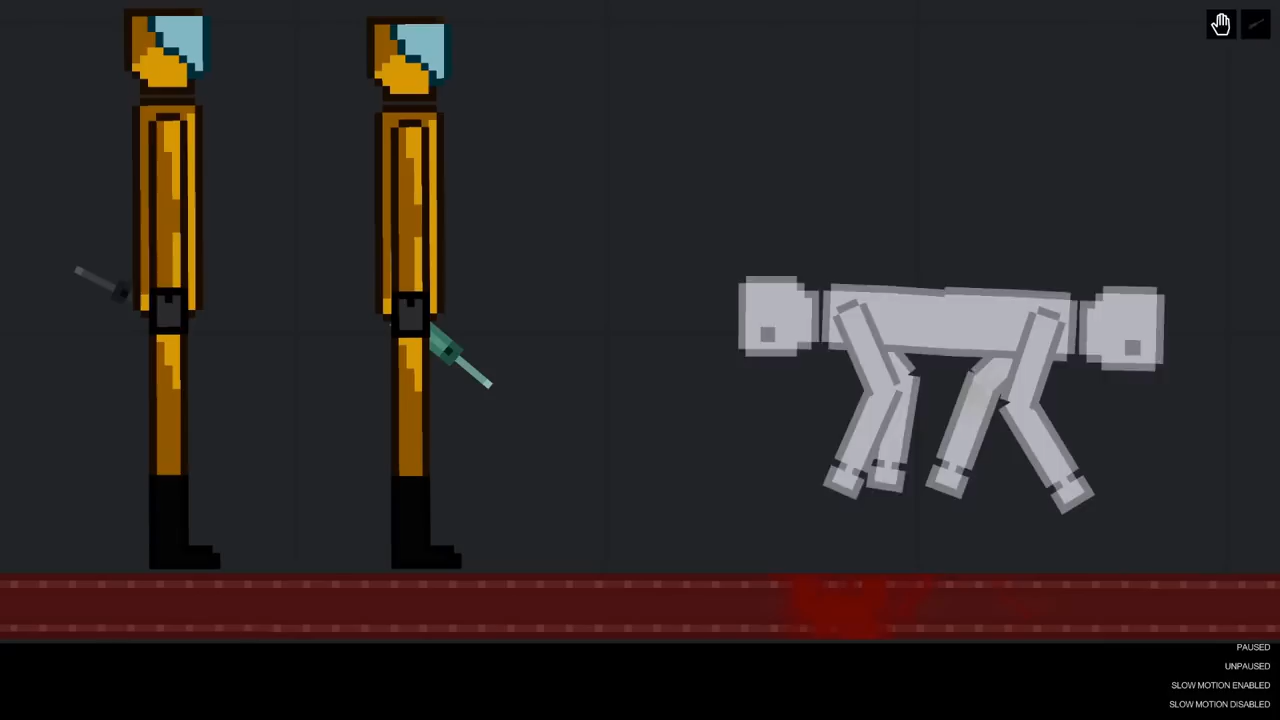 PAUSED
UNPAUSED
SLOW MOTION ENABLED
SLOW MOTION DISABLED